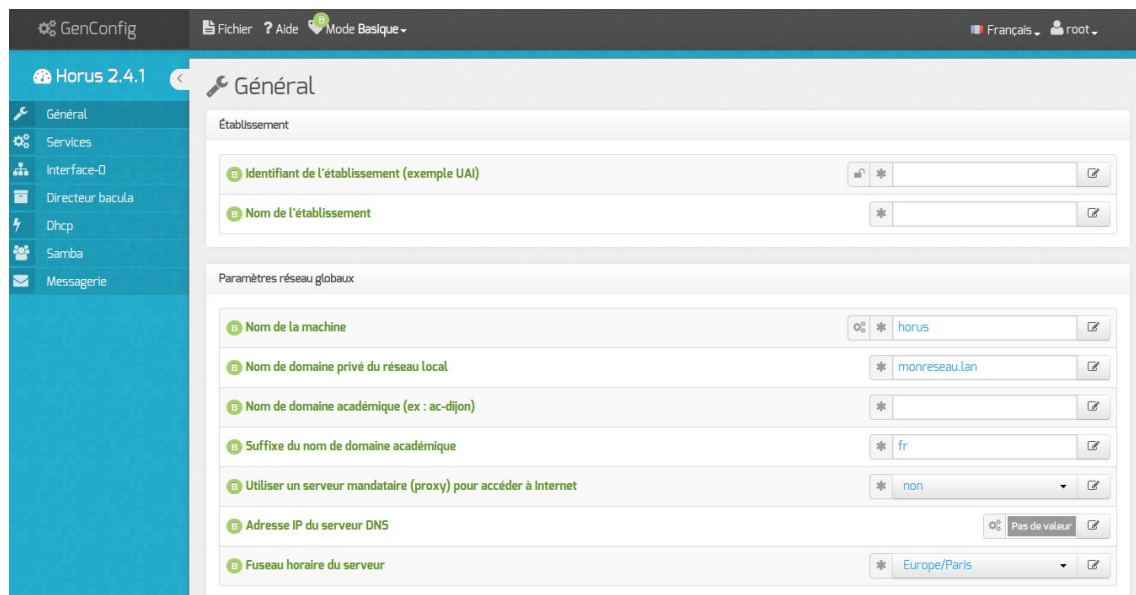 GenConfig
Fichier ? Aide B Mode Basique
Français root
Horus 2.4.1
Général
Services
Interface-0
Directeur bacula
Dhcp
Samba
Messagerie
Général
Établissement
B Identifiant de l'établissement (exemple UAI)
B Nom de l'établissement
Paramètres réseau globaux
B Nom de la machine horus
B Nom de domaine privé du réseau local monreseau.lan
B Nom de domaine académique (ex : ac-dijon)
B Suffixe du nom de domaine académique fr
B Utiliser un serveur mandataire (proxy) pour accéder à Internet non
B Adresse IP du serveur DNS Pas de valeur
B Fuseau horaire du serveur Europe/Paris